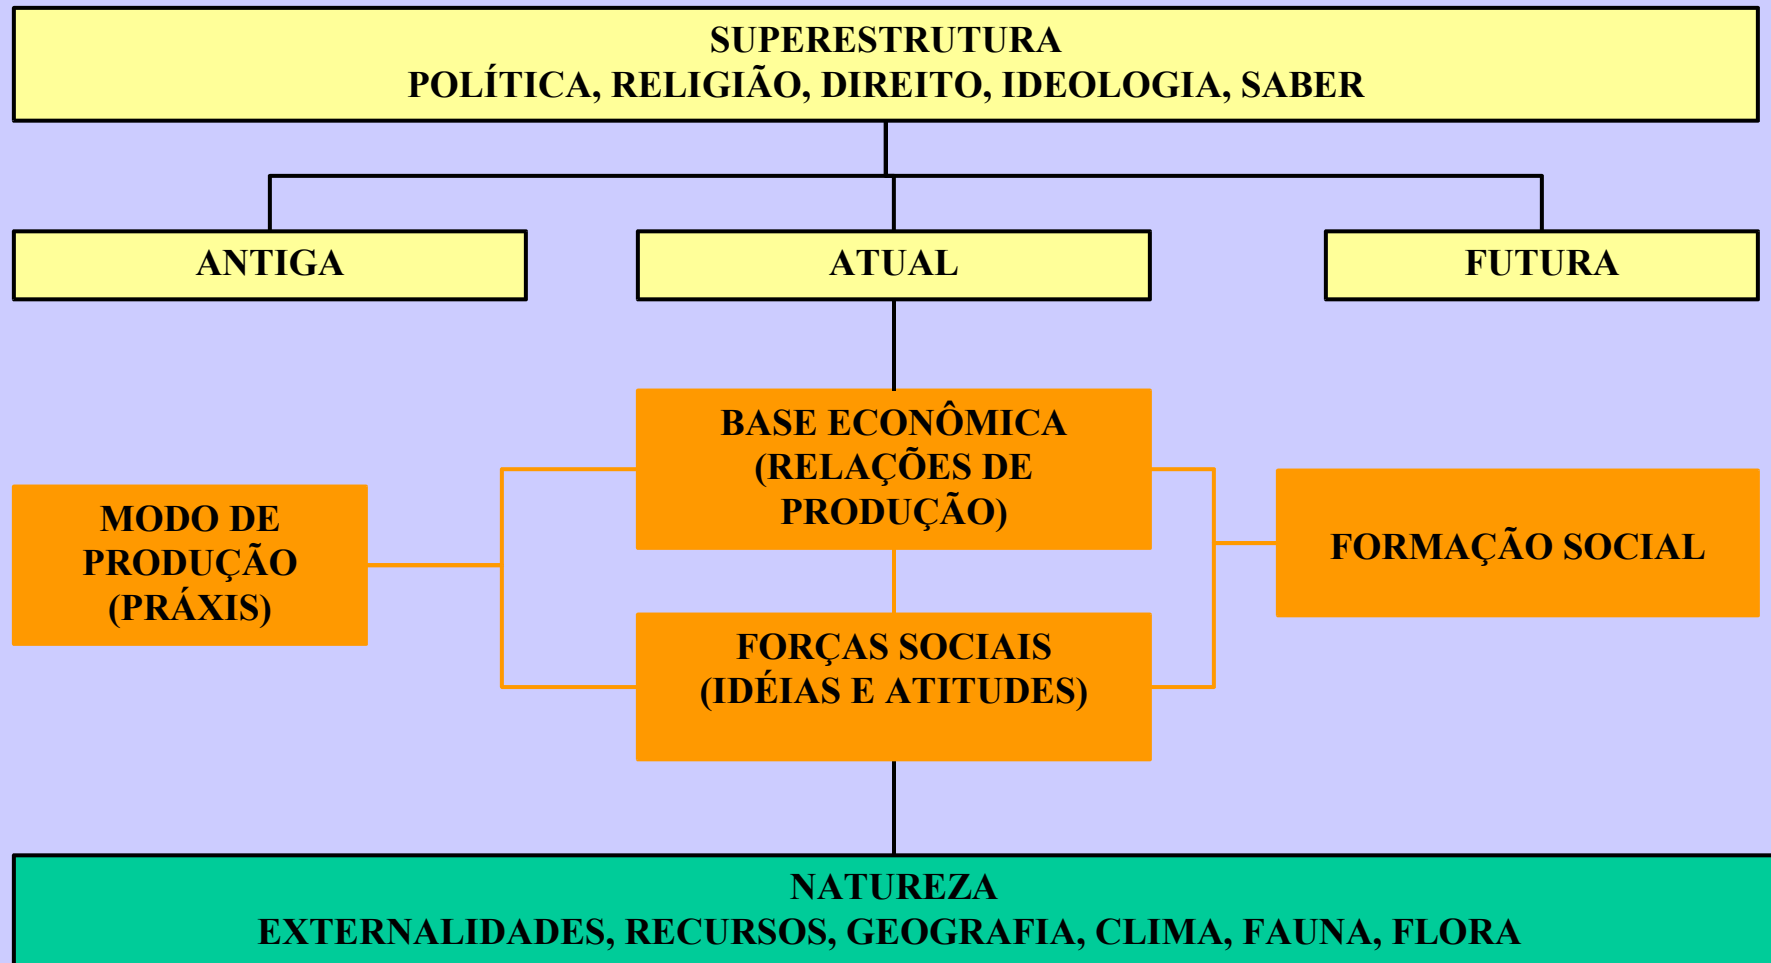 SUPERESTRUTURA
POLÍTICA, RELIGIÃO, DIREITO, IDEOLOGIA, SABER
ANTIGA
ATUAL
FUTURA
BASE ECONÔMICA
(RELAÇÕES DE
PRODUÇÃO)
MODO DE
PRODUÇÃO
(PRÁXIS)
FORMAÇÃO SOCIAL
FORÇAS SOCIAIS
(IDÉIAS E ATITUDES)
NATUREZA
EXTERNALIDADES, RECURSOS, GEOGRAFIA, CLIMA, FAUNA, FLORA